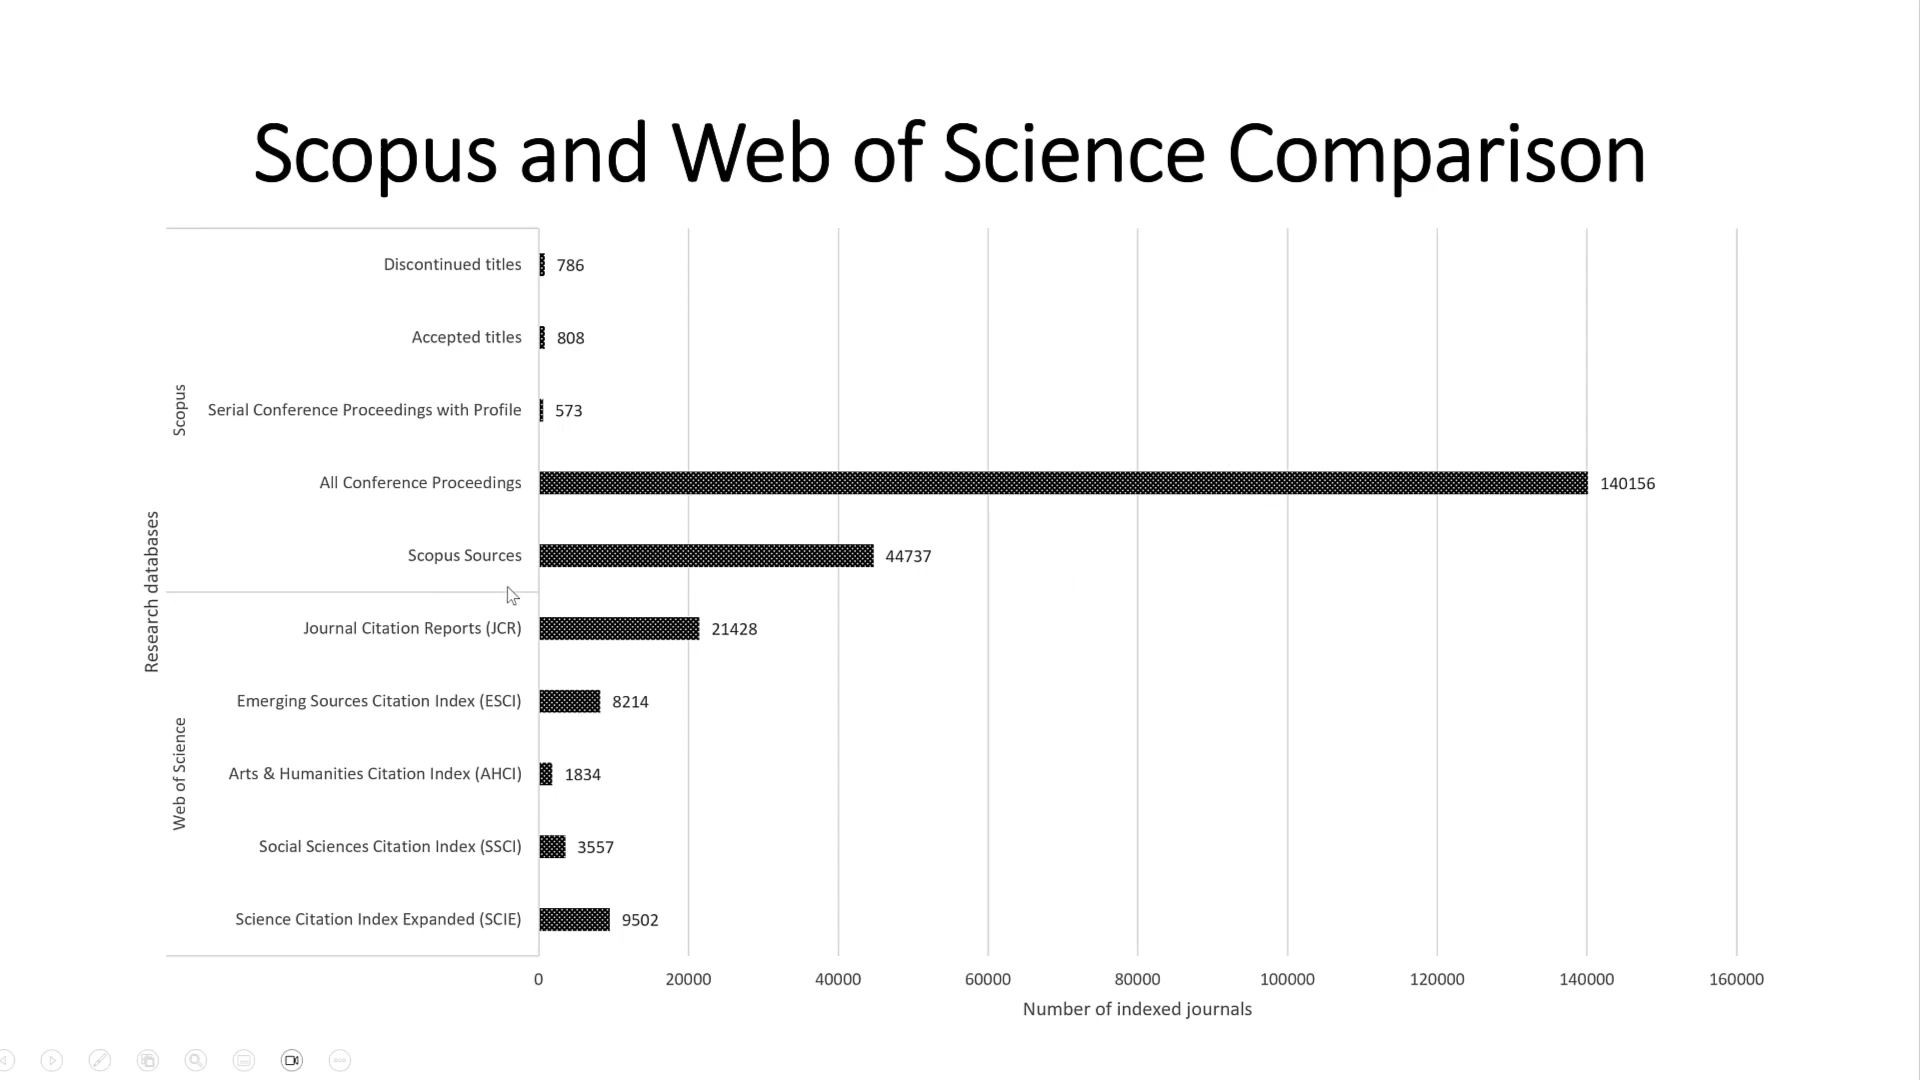 Scopus and Web of Science Comparison
Discontinued titles 786
Accepted titles 808
Scopus
Serial Conference Proceedings with Profile 573
All Conference Proceedings 140156
Scopus Sources 44737
Research databases
Journal Citation Reports (JCR) 21428
Emerging Sources Citation Index (ESCI) 8214
Web of Science
Arts & Humanities Citation Index (AHCI) 1834
Social Sciences Citation Index (SSCI) 3557
Science Citation Index Expanded (SCIE) 9502
0 20000 40000 60000 80000 100000 120000 140000 160000
Number of indexed journals